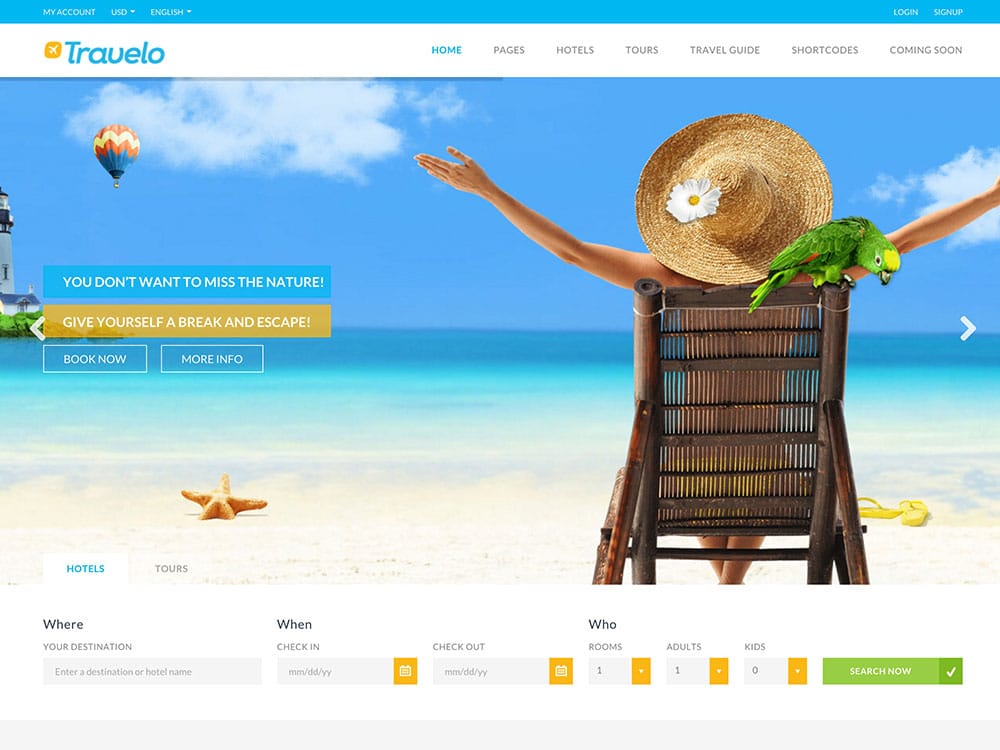 MY ACCOUNT USD ENGLISH LOGIN SIGNUP
Travelo HOME PAGES HOTELS TOURS TRAVEL GUIDE SHORTCODES COMING SOON
YOU DON'T WANT TO MISS THE NATURE!
GIVE YOURSELF A BREAK AND ESCAPE!
BOOK NOW MORE INFO
HOTELS TOURS
Where When Who
YOUR DESTINATION CHECK IN CHECK OUT ROOMS ADULTS KIDS
Enter a destination or hotel name mm/dd/yy mm/dd/yy 1 1 0 SEARCH NOW